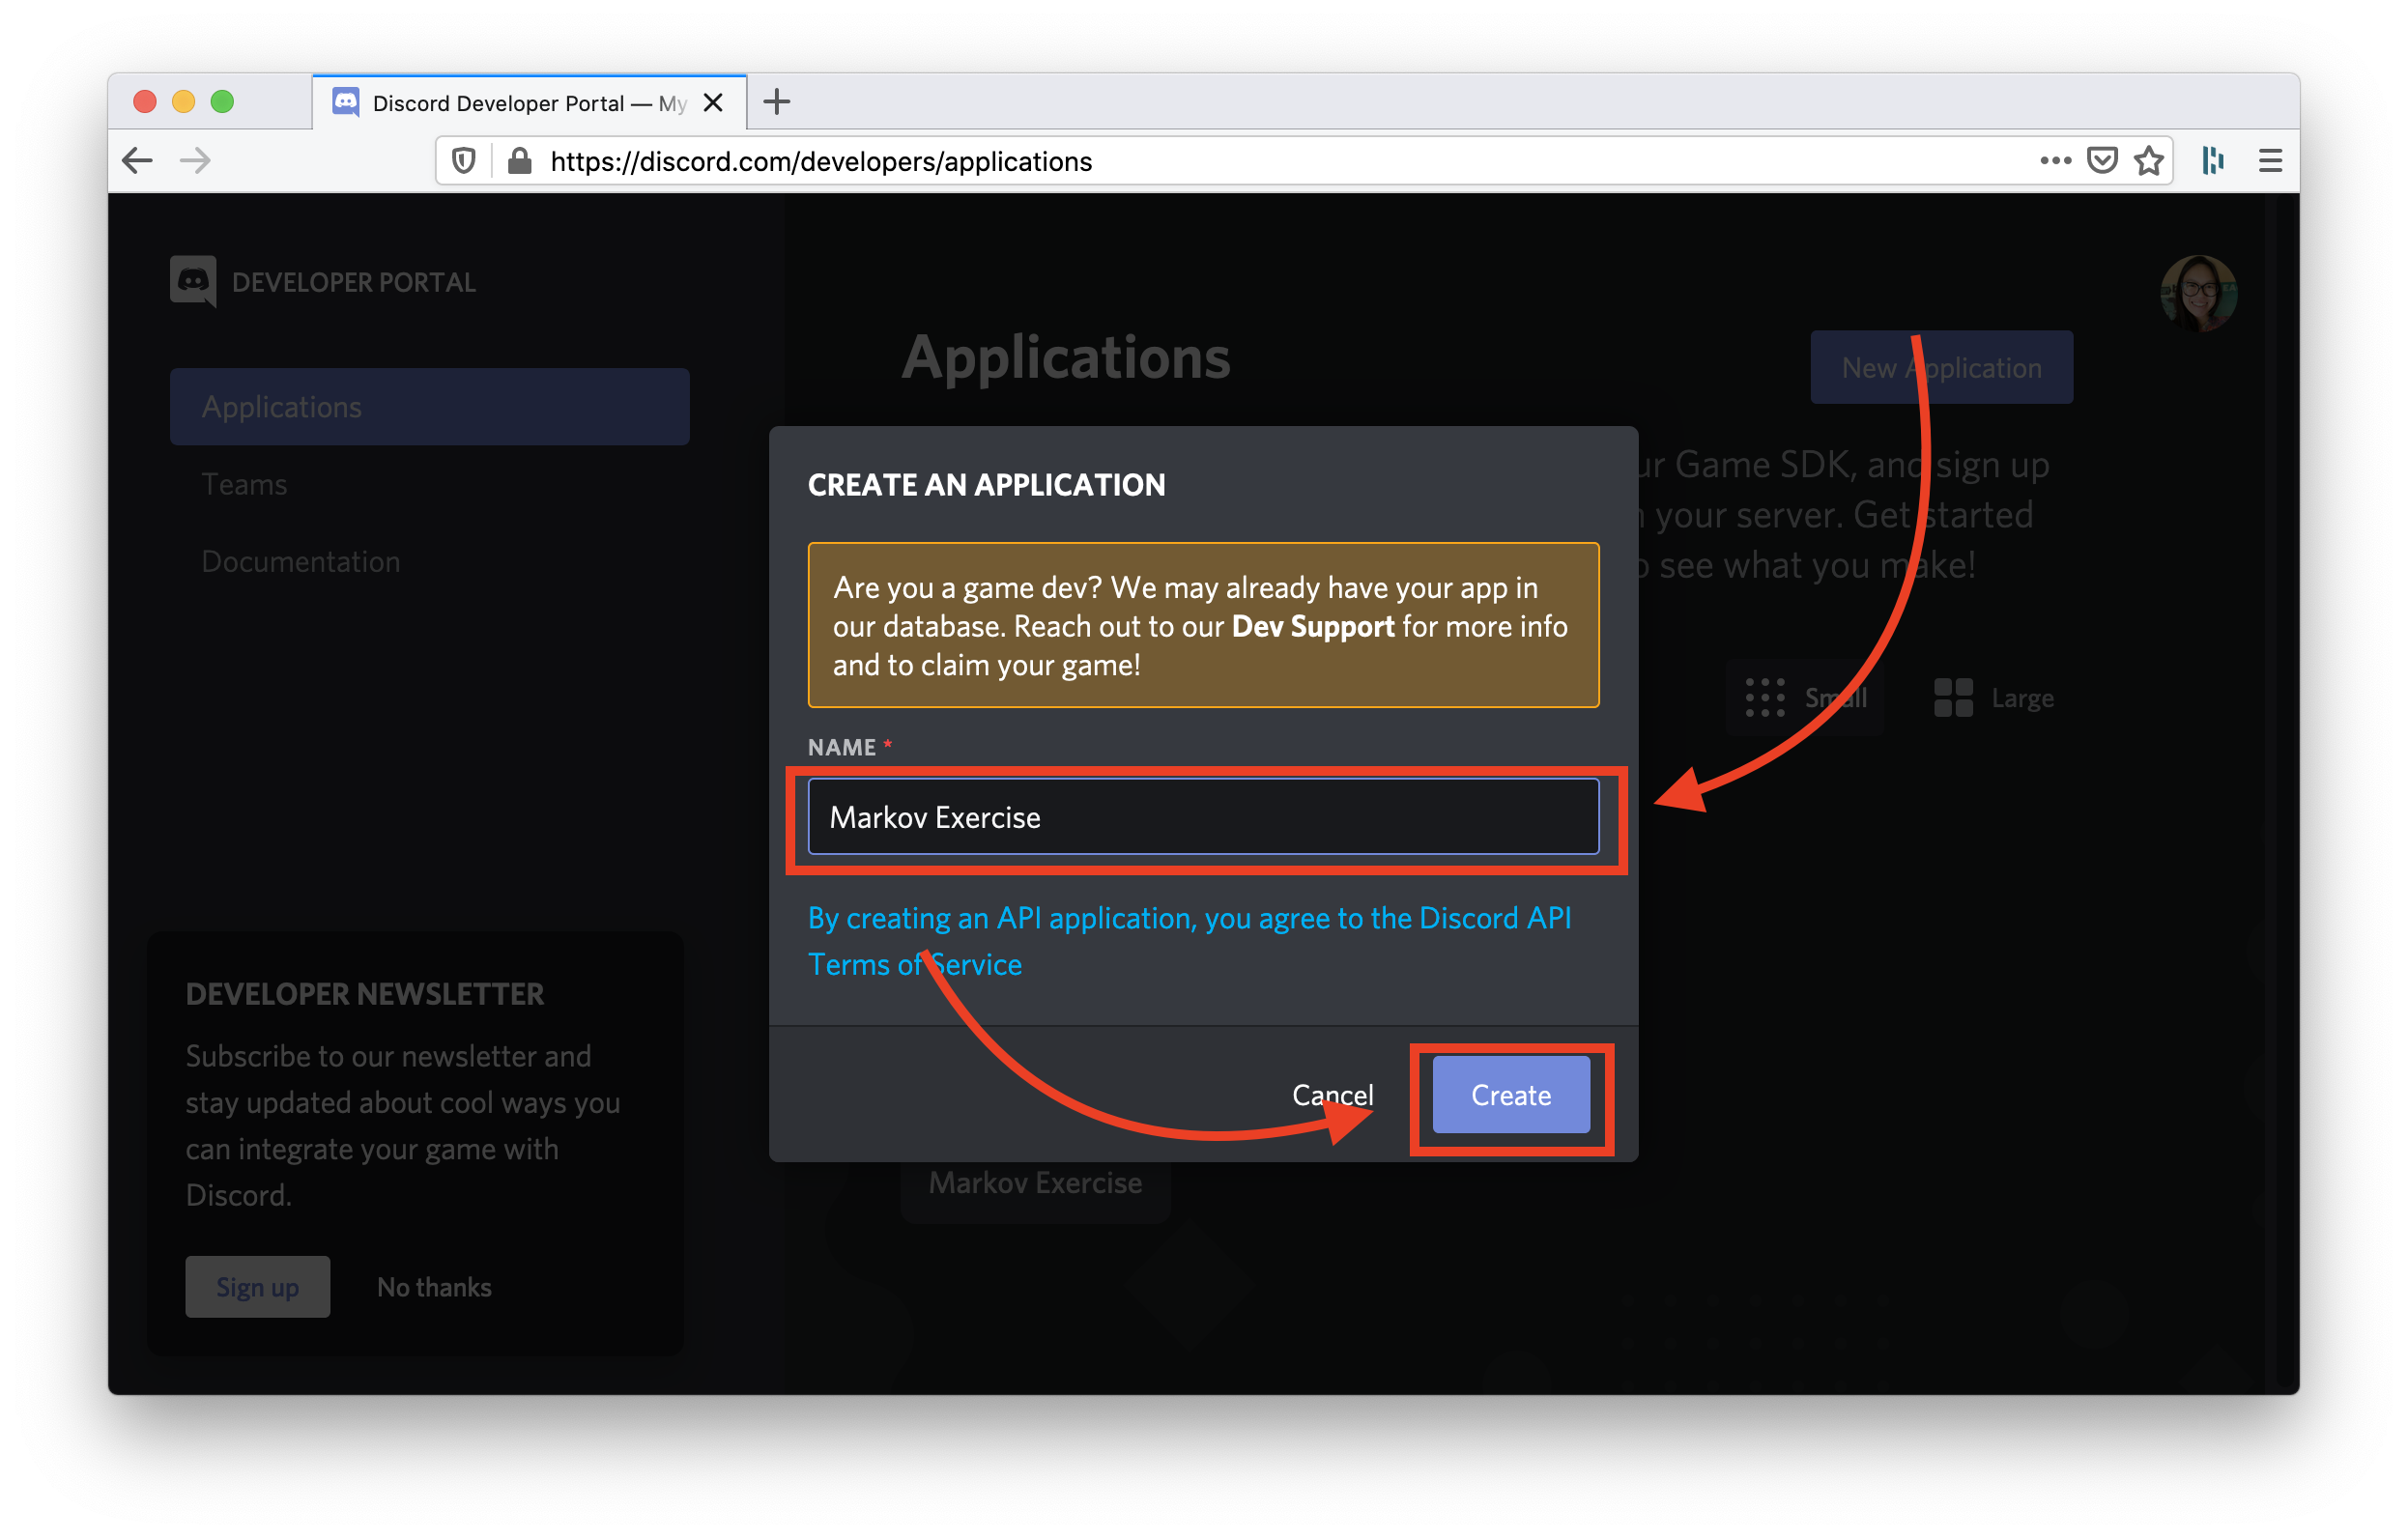 Discord Developer Portal — My
https://discord.com/developers/applications
DEVELOPER PORTAL
Applications
Teams
Documentation
Applications
New Application
ur Game SDK, and sign up
your server. Get started
see what you make!
Small
Large
CREATE AN APPLICATION
Are you a game dev? We may already have your app in
our database. Reach out to our Dev Support for more info
and to claim your game!
NAME *
Markov Exercise
By creating an API application, you agree to the Discord API
Terms of Service
Cancel
Create
Markov Exercise
DEVELOPER NEWSLETTER
Subscribe to our newsletter and
stay updated about cool ways you
can integrate your game with
Discord.
Sign up
No thanks